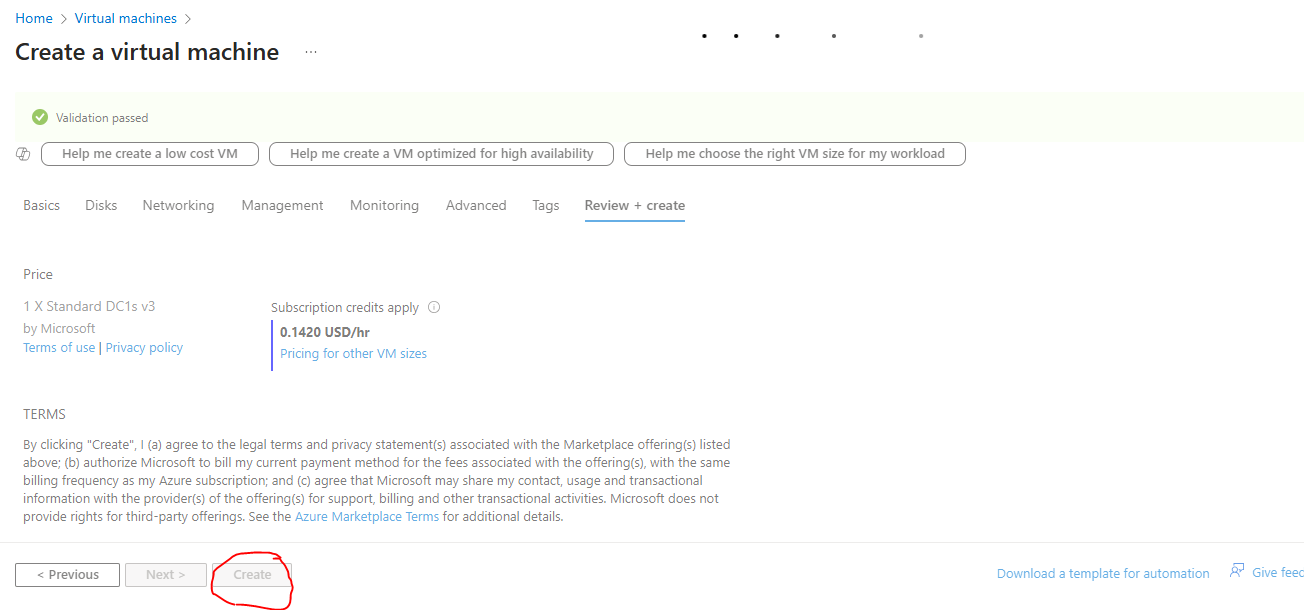 Home > Virtual machines >
Create a virtual machine ...
Validation passed
Help me create a low cost VM Help me create a VM optimized for high availability Help me choose the right VM size for my workload
Basics Disks Networking Management Monitoring Advanced Tags Review + create
Price
1 X Standard DC1s v3
by Microsoft
Terms of use | Privacy policy
Subscription credits apply
0.1420 USD/hr
Pricing for other VM sizes
TERMS
By clicking "Create", I (a) agree to the legal terms and privacy statement(s) associated with the Marketplace offering(s) listed
above; (b) authorize Microsoft to bill my current payment method for the fees associated with the offering(s), with the same
billing frequency as my Azure subscription; and (c) agree that Microsoft may share my contact, usage and transactional
information with the provider(s) of the offering(s) for support, billing and other transactional activities. Microsoft does not
provide rights for third-party offerings. See the Azure Marketplace Terms for additional details.
< Previous Next > Create Download a template for automation Give feec